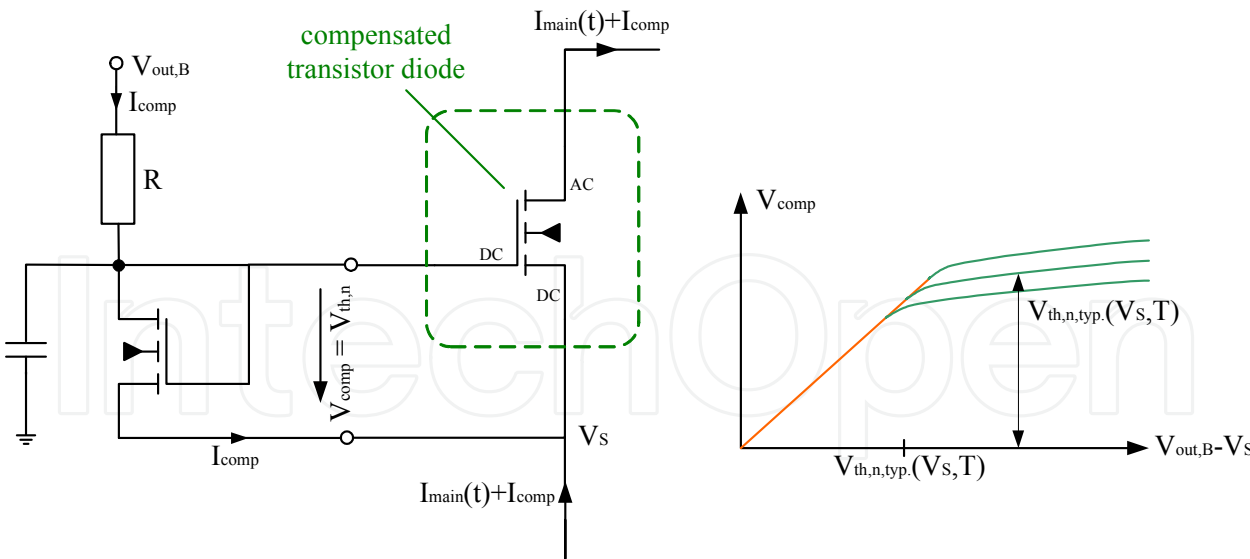 Imain(t)+Icomp
compensated
transistor diode
Vout,B
Icomp
R
AC
DC
DC
Vcomp = Vth,n
VS
Icomp
Imain(t)+Icomp
Vcomp
Vth,n,typ.(VS,T)
Vout,B-VS
Vth,n,typ.(VS,T)
IntechOpen